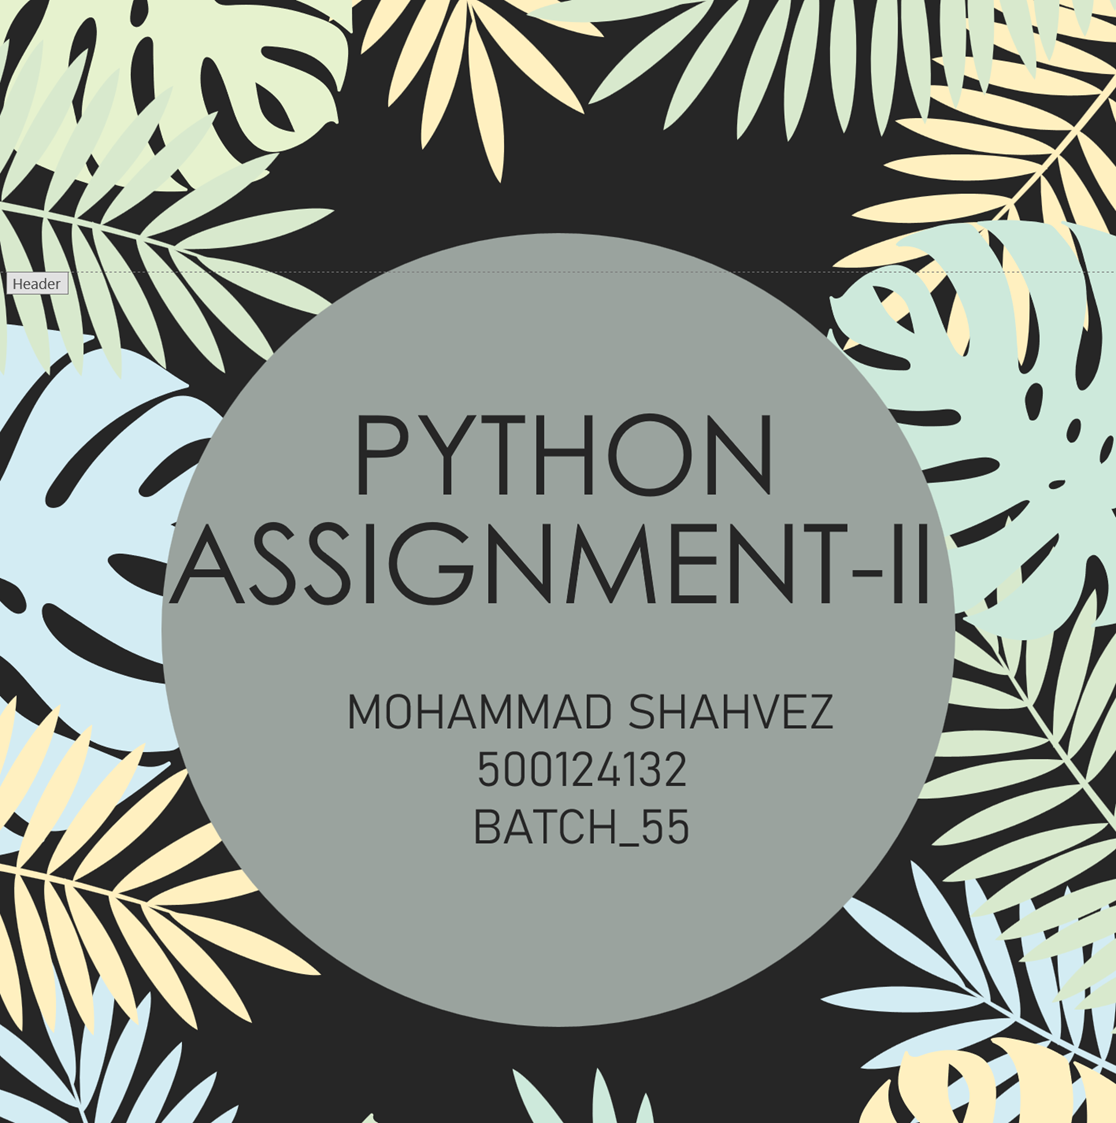 Header
PYTHON
ASSIGNMENT-II
MOHAMMAD SHAHVEZ
500124132
BATCH_55